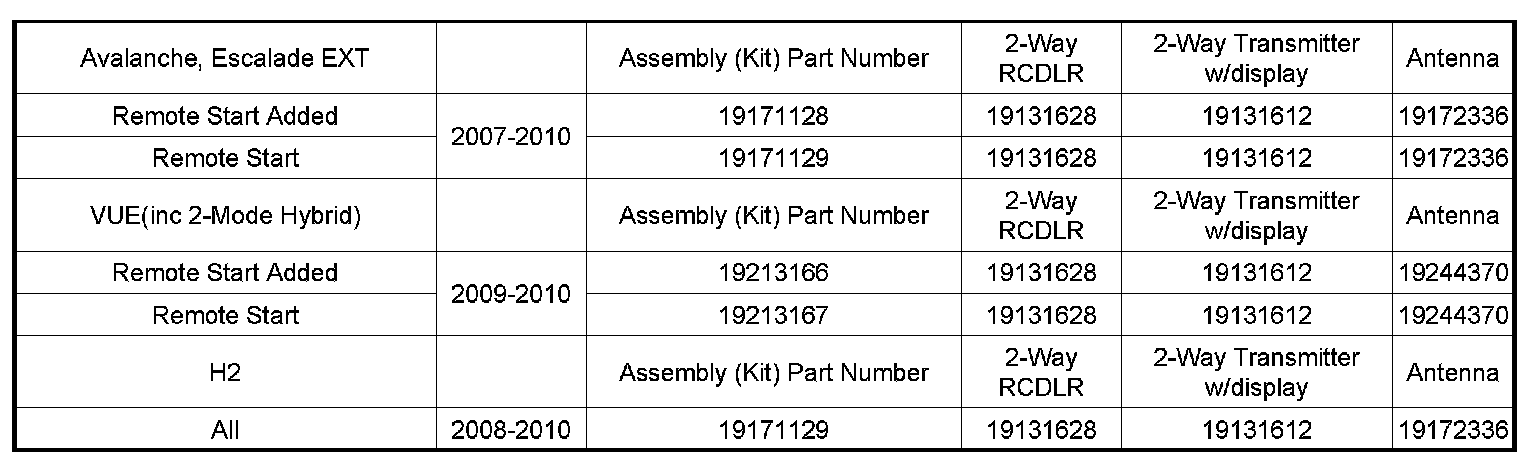 Avalanche, Escalade EXT Assembly (Kit) Part Number 2-Way RCDLR 2-Way Transmitter w/display Antenna
Remote Start Added 2007-2010 19171128 19131628 19131612 19172336
Remote Start 19171129 19131628 19131612 19172336
VUE(inc 2-Mode Hybrid) Assembly (Kit) Part Number 2-Way RCDLR 2-Way Transmitter w/display Antenna
Remote Start Added 2009-2010 19213166 19131628 19131612 19244370
Remote Start 19213167 19131628 19131612 19244370
H2 Assembly (Kit) Part Number 2-Way RCDLR 2-Way Transmitter w/display Antenna
All 2008-2010 19171129 19131628 19131612 19172336